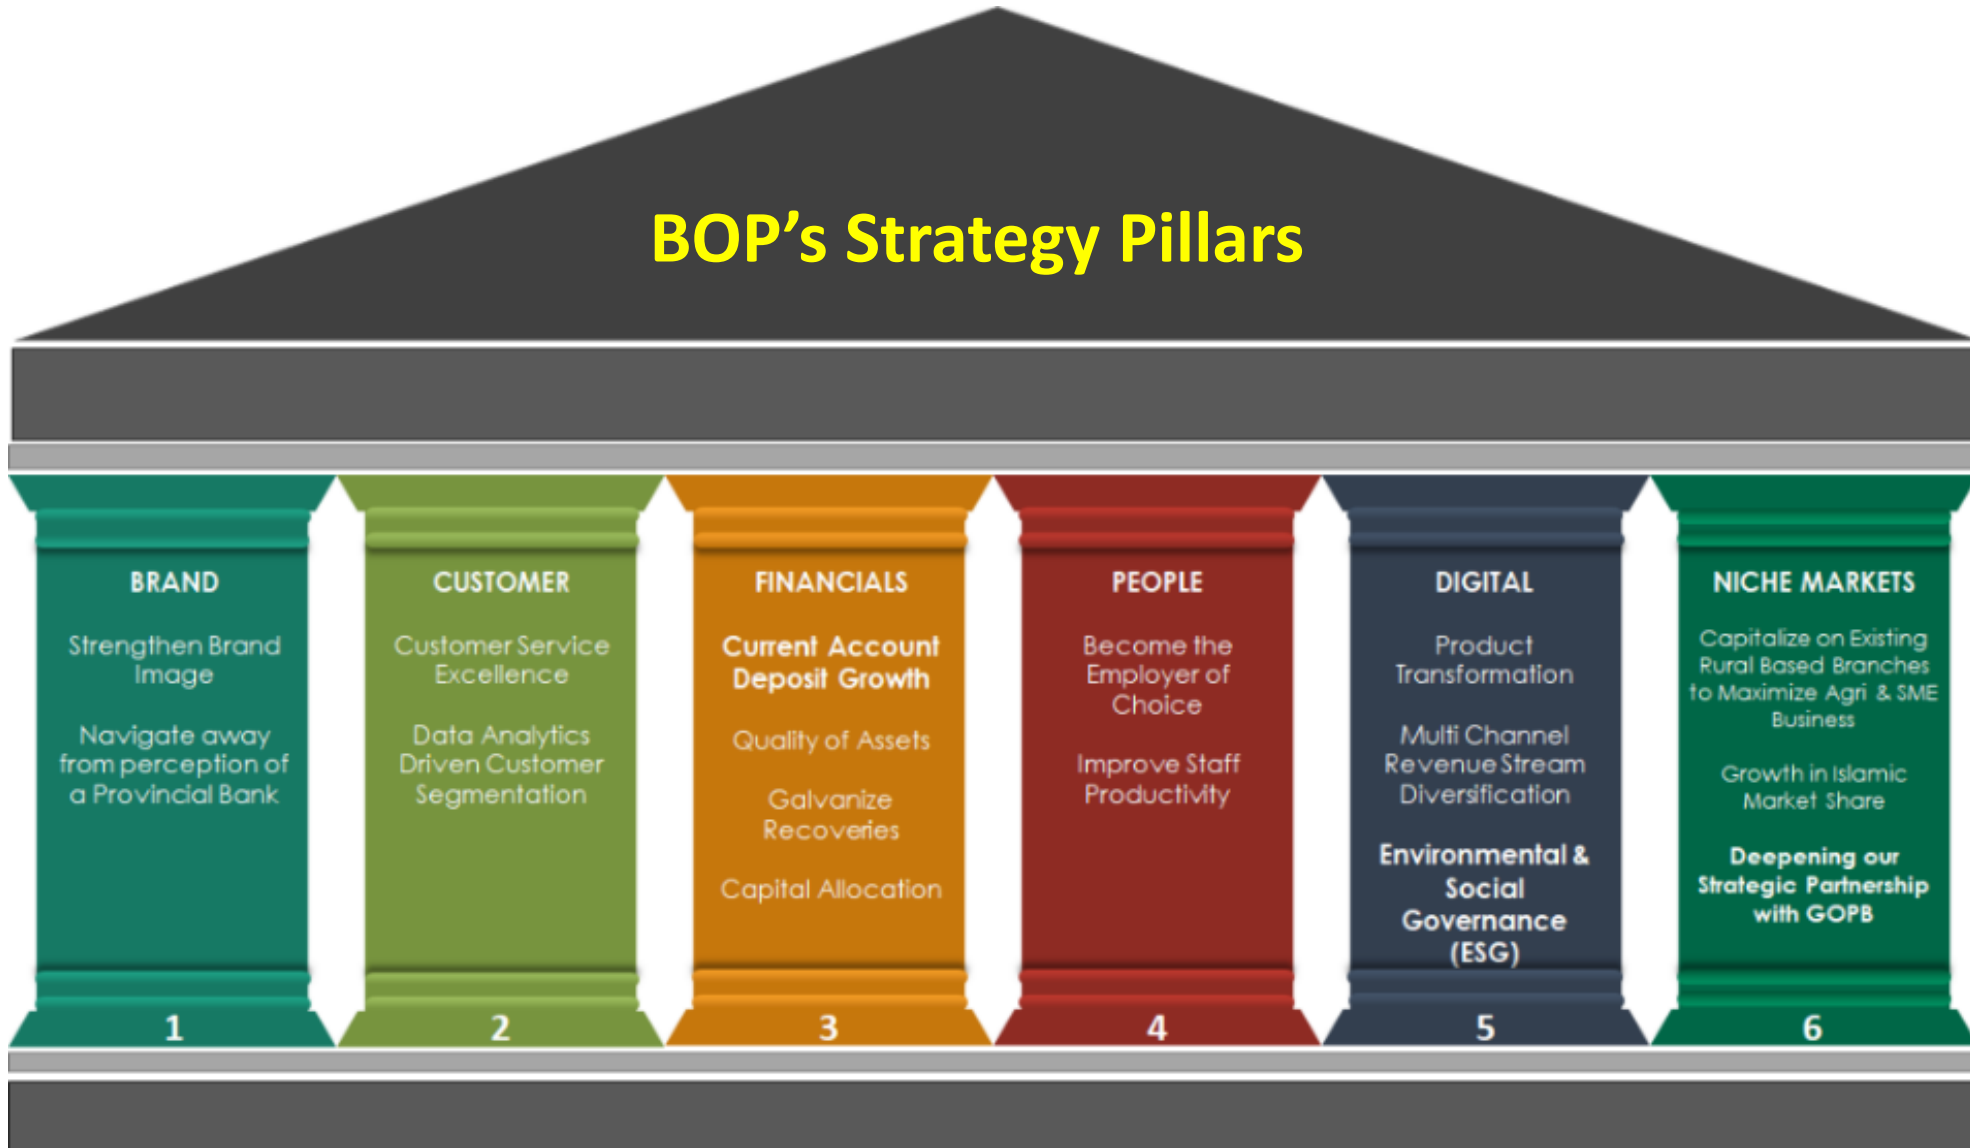 BOP’s Strategy Pillars
BRAND
Strengthen Brand
Image
Navigate away
from perception of
a Provincial Bank
1
CUSTOMER
Customer Service
Excellence
Data Analytics
Driven Customer
Segmentation
2
FINANCIALS
Current Account
Deposit Growth
Quality of Assets
Galvanize
Recoveries
Capital Allocation
3
PEOPLE
Become the
Employer of
Choice
Improve Staff
Productivity
4
DIGITAL
Product
Transformation
Multi Channel
Revenue Stream
Diversification
Environmental &
Social
Governance
(ESG)
5
NICHE MARKETS
Capitalize on Existing
Rural Based Branches
to Maximize Agri & SME
Business
Growth in Islamic
Market Share
Deepening our
Strategic Partnership
with GOPB
6